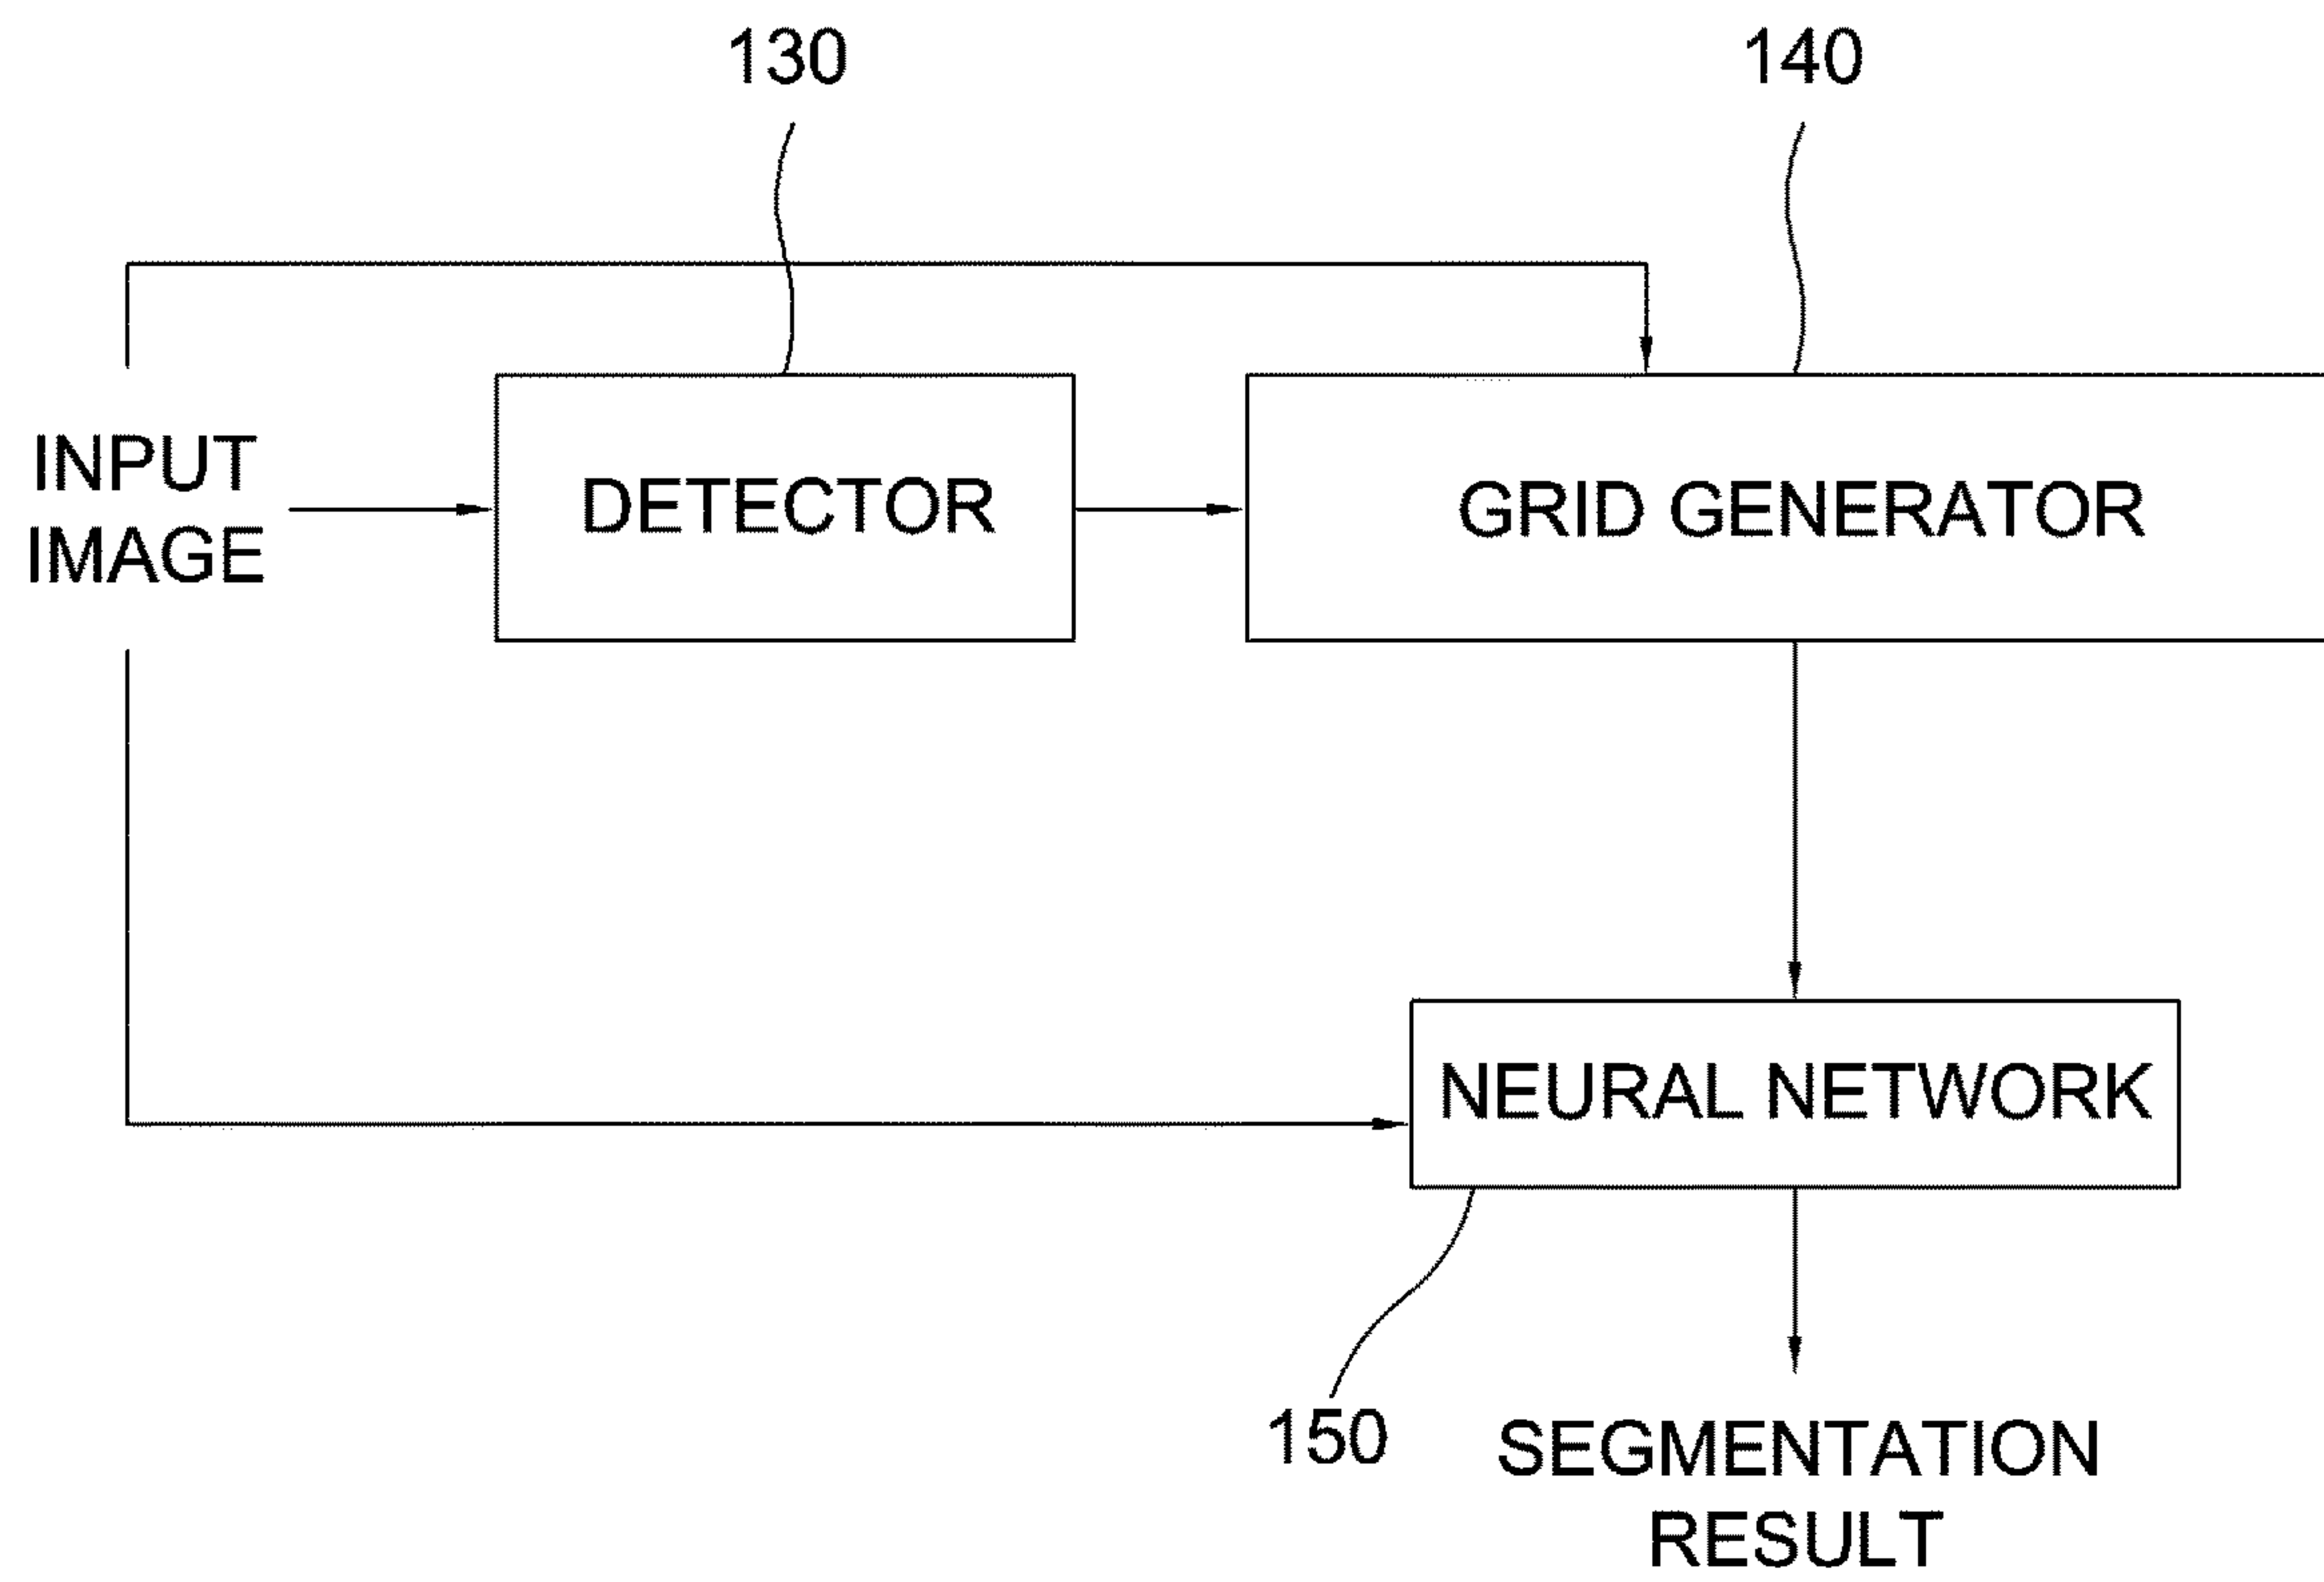 130
140
INPUT
IMAGE
DETECTOR
GRID GENERATOR
NEURAL NETWORK
150
SEGMENTATION
RESULT